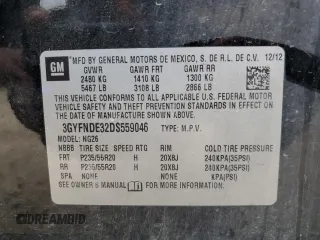 GM
MFD BY GENERAL MOTORS DE MEXICO, S. DE R.L. DE C.V. 12/12
GVWR GAWR FRT GAWR RR
2480 KG 1410 KG 1300 KG
5467 LB 3108 LB 2866 LB
THIS VEHICLE CONFORMS TO ALL APPLICABLE U.S. FEDERAL MOTOR
VEHICLE SAFETY AND THEFT PREVENTION STANDARDS IN EFFECT ON
THE DATE OF MANUFACTURE SHOWN ABOVE.
3GYFNDE32DS559046 TYPE: M.P.V.
MODEL: NG26
NBBB TIRE SIZE SPEED RTG RIM COLD TIRE PRESSURE
FRT P235/55R20 H 20X8J 240KPA(35PSI)
RR P235/55R20 H 20X8J 240KPA(35PSI)
SPA NONE KPA(PSI)
SEE OWNER'S MANUAL FOR ADDITIONAL INFORMATION.